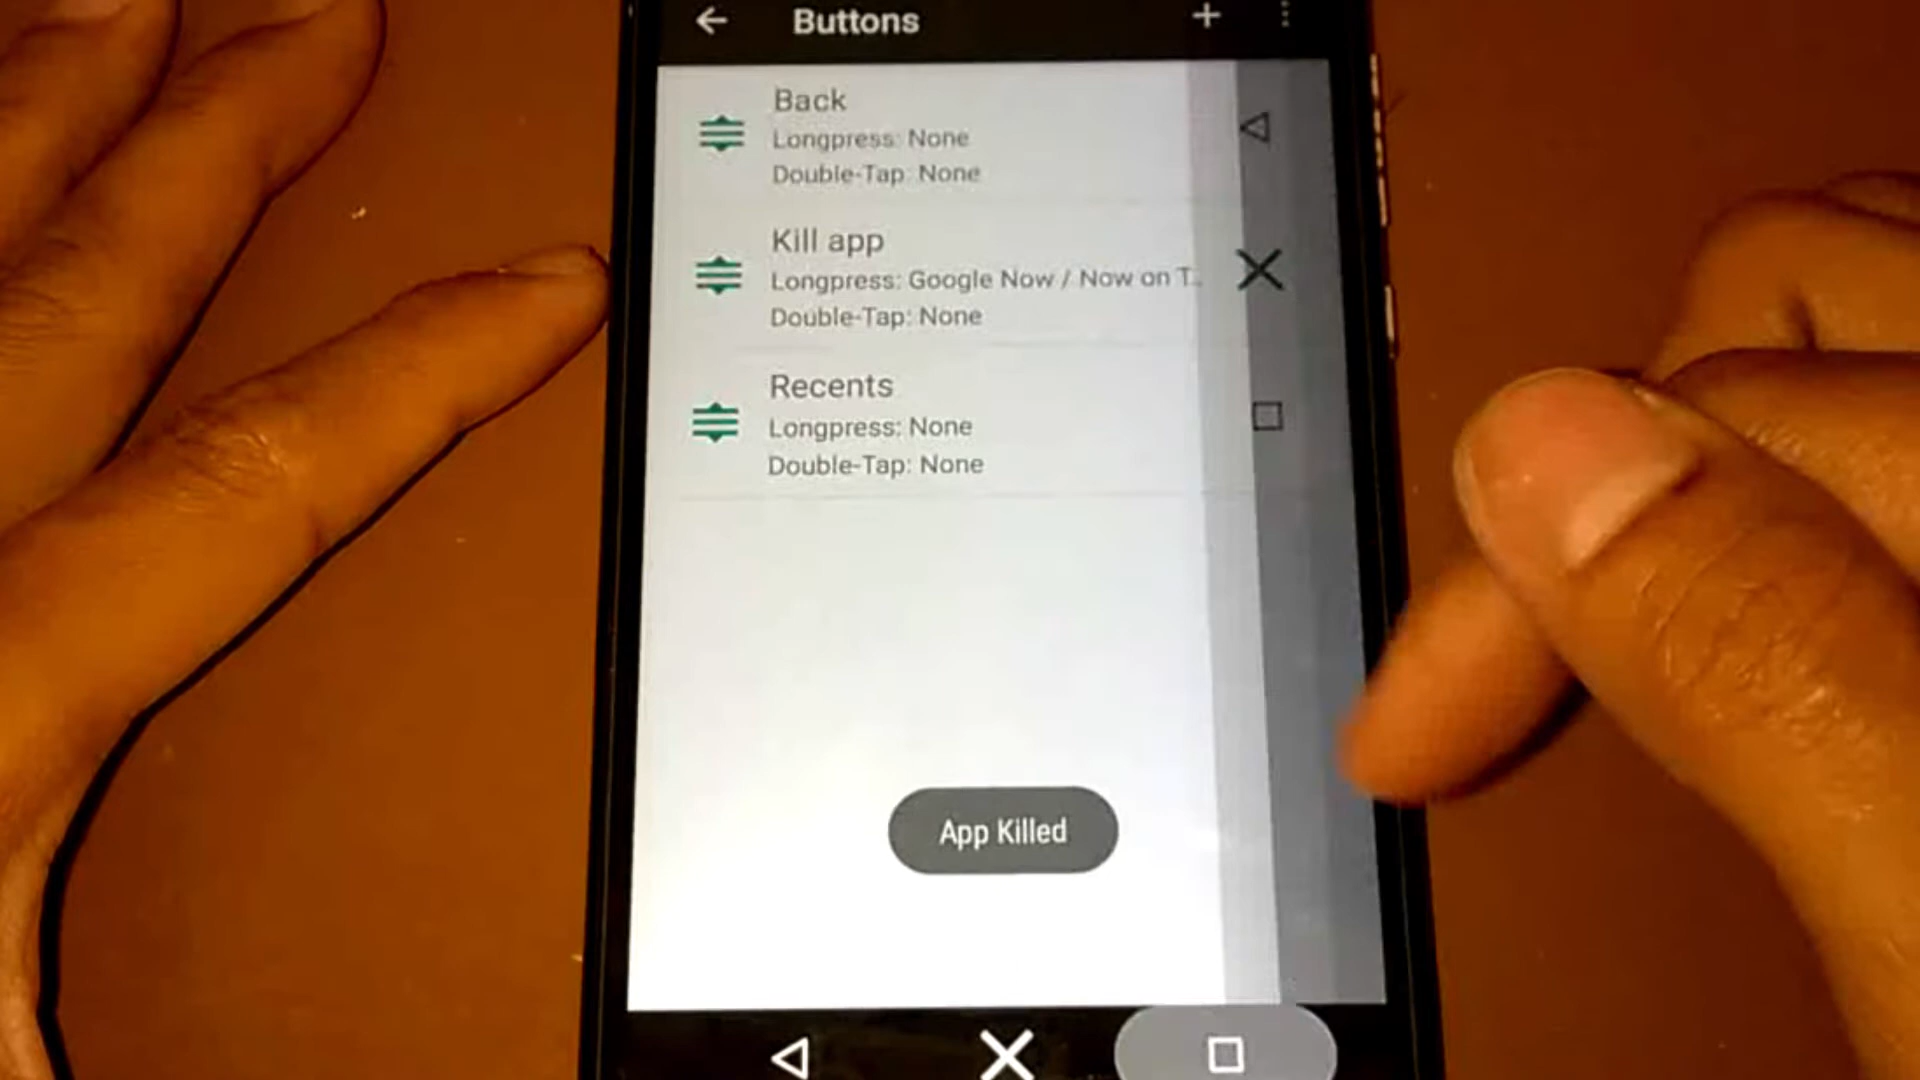 Buttons
Back
Longpress: None
Double-Tap: None
Kill app
Longpress: Google Now / Now on T..
Double-Tap: None
Recents
Longpress: None
Double-Tap: None
App Killed